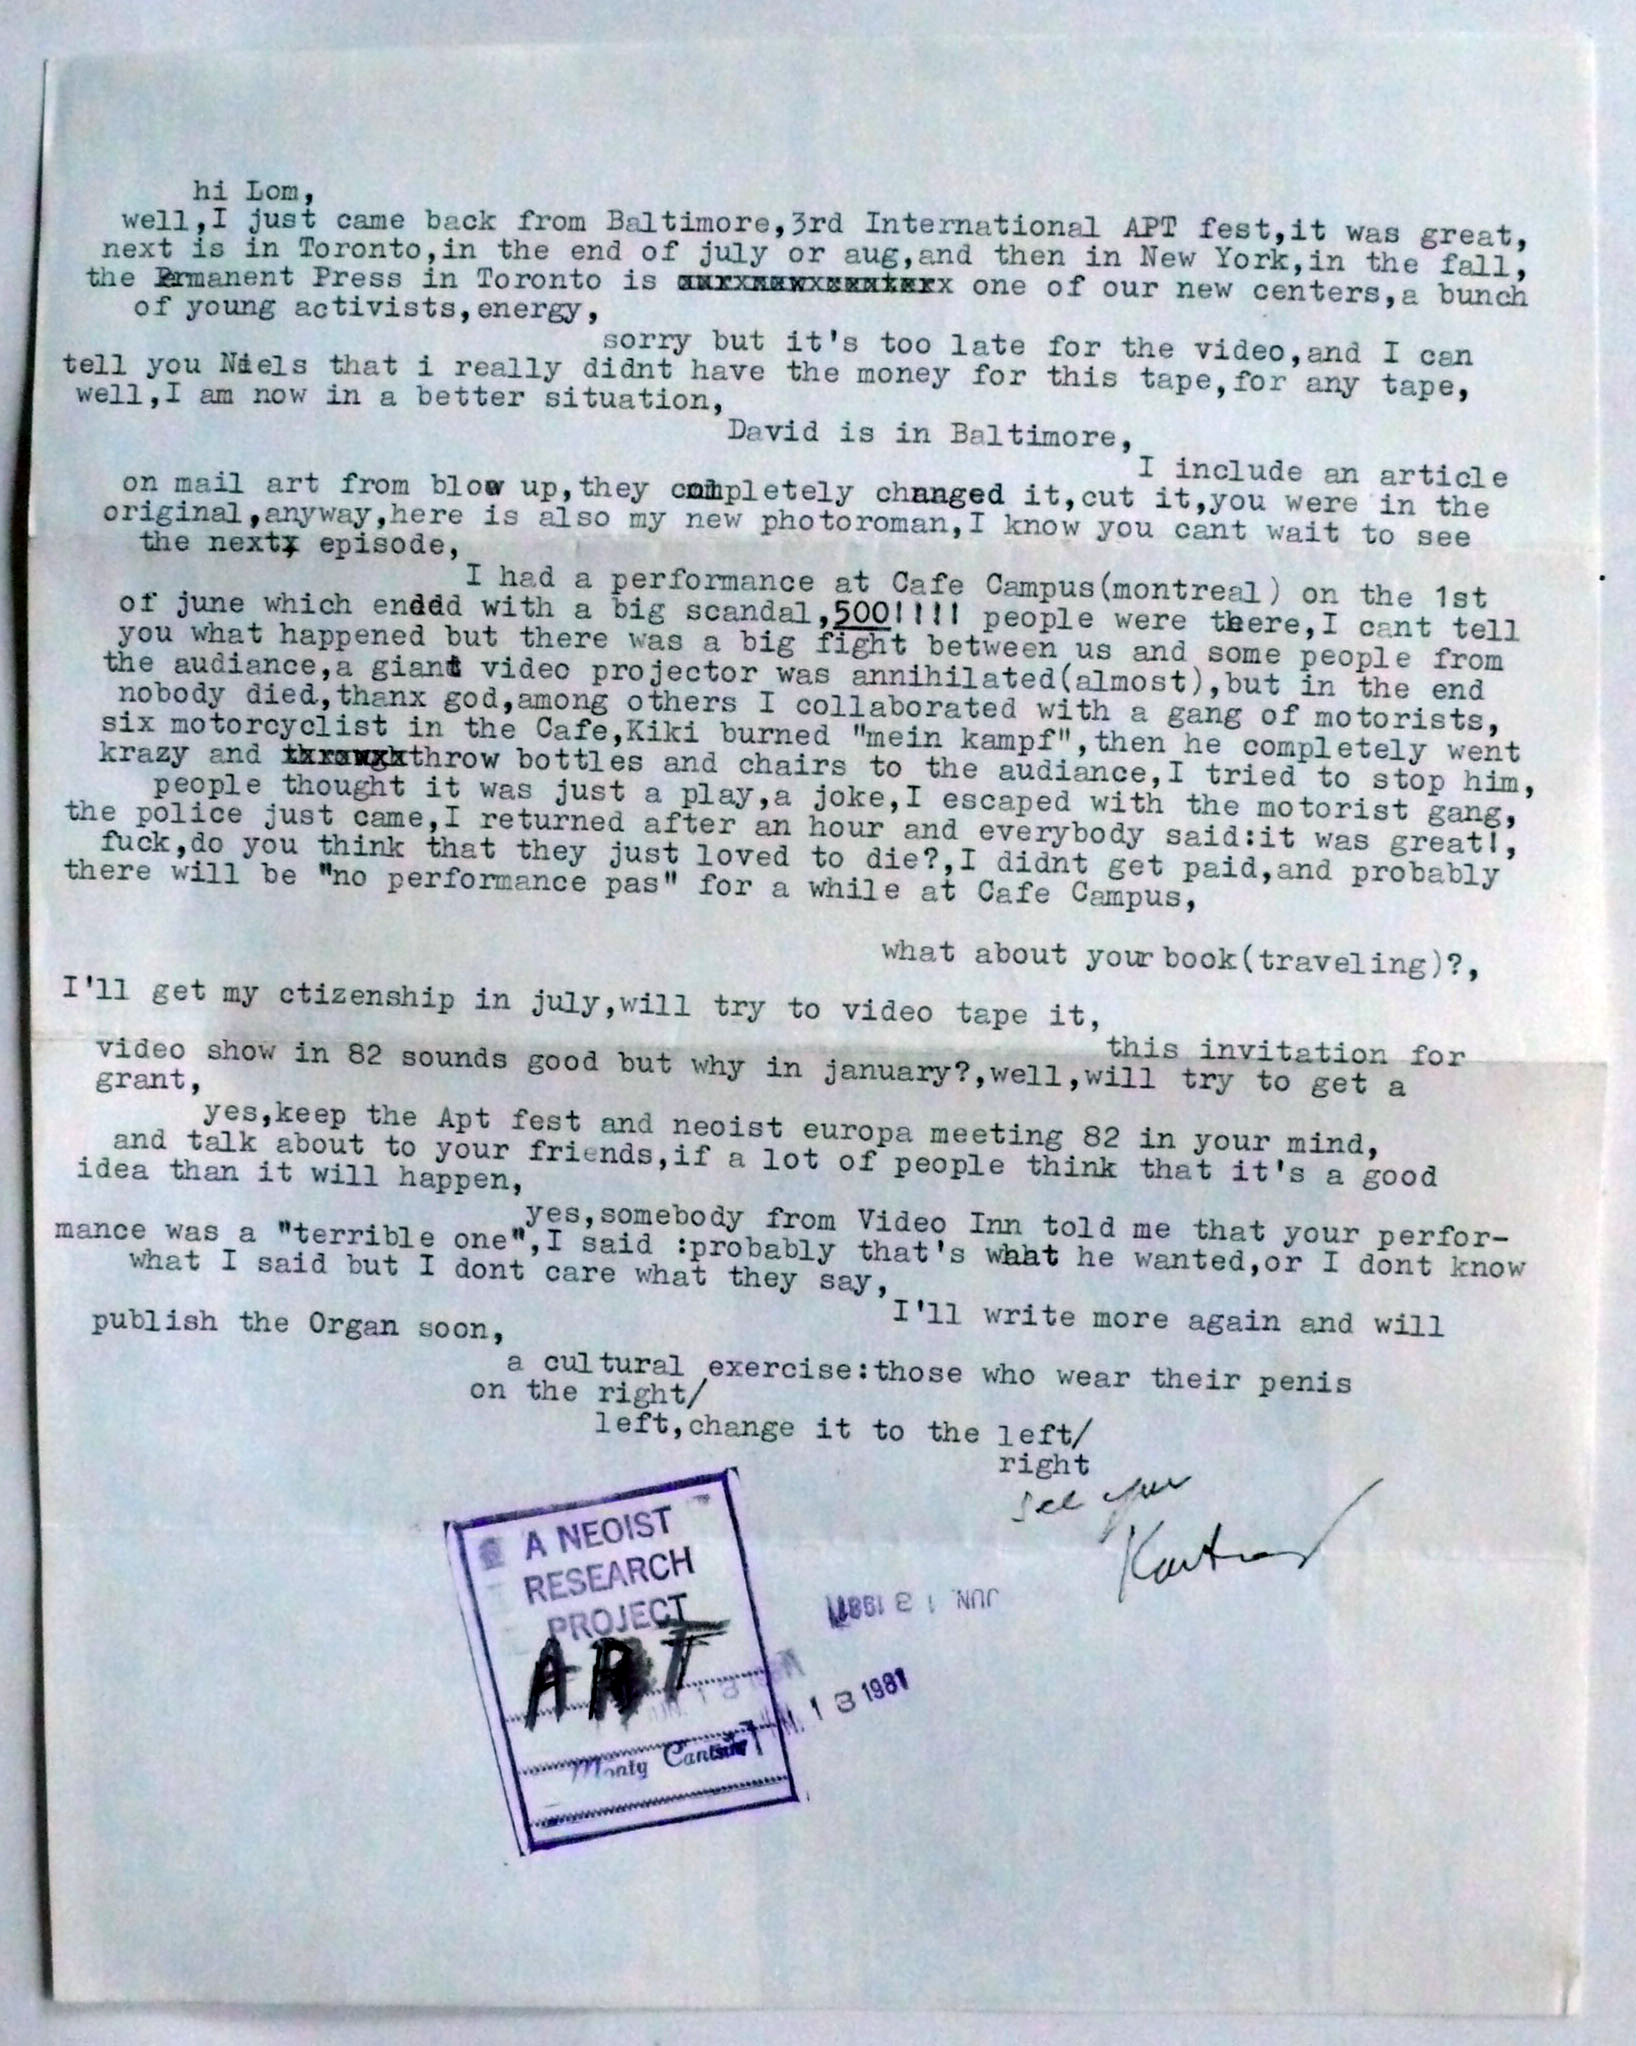 hi Lom,
well,I just came back from Baltimore,3rd International APT fest,it was great,
next is in Toronto,in the end of july or aug,and then in New York,in the fall,
the Permanent Press in Toronto is one of our new centers,a bunch
of young activists,energy,
sorry but it's too late for the video,and I can
tell you Niels that i really didnt have the money for this tape,for any tape,
well,I am now in a better situation,
David is in Baltimore,
I include an article
on mail art from blow up,they completely changed it,cut it,you were in the
original,anyway,here is also my new photoroman,I know you cant wait to see
the next episode,
I had a performance at Cafe Campus(montreal) on the 1st
of june which ended with a big scandal,500!!!! people were there,I cant tell
you what happened but there was a big fight between us and some people from
the audiance,a giant video projector was annihilated(almost),but in the end
nobody died,thanx god,among others I collaborated with a gang of motorists,
six motorcyclist in the Cafe,Kiki burned "mein kampf",then he completely went
krazy and throw bottles and chairs to the audiance,I tried to stop him,
people thought it was just a play,a joke,I escaped with the motorist gang,
the police just came,I returned after an hour and everybody said:it was great!,
fuck,do you think that they just loved to die?,I didnt get paid,and probably
there will be "no performance pas" for a while at Cafe Campus,
what about your book(traveling)?,
I'll get my ctizenship in july,will try to video tape it,
this invitation for
video show in 82 sounds good but why in january?,well,will try to get a
grant,
yes,keep the Apt fest and neoist europa meeting 82 in your mind,
and talk about to your friends,if a lot of people think that it's a good
idea than it will happen,
yes,somebody from Video Inn told me that your perfor-
mance was a "terrible one",I said :probably that's what he wanted,or I dont know
what I said but I dont care what they say,
I'll write more again and will
publish the Organ soon,
a cultural exercise:those who wear their penis
on the right/
left,change it to the left/
right
see you
Kantor
A NEOIST
RESEARCH
PROJECT
JUN. 13 1981
Monty Cantsin
13 1981